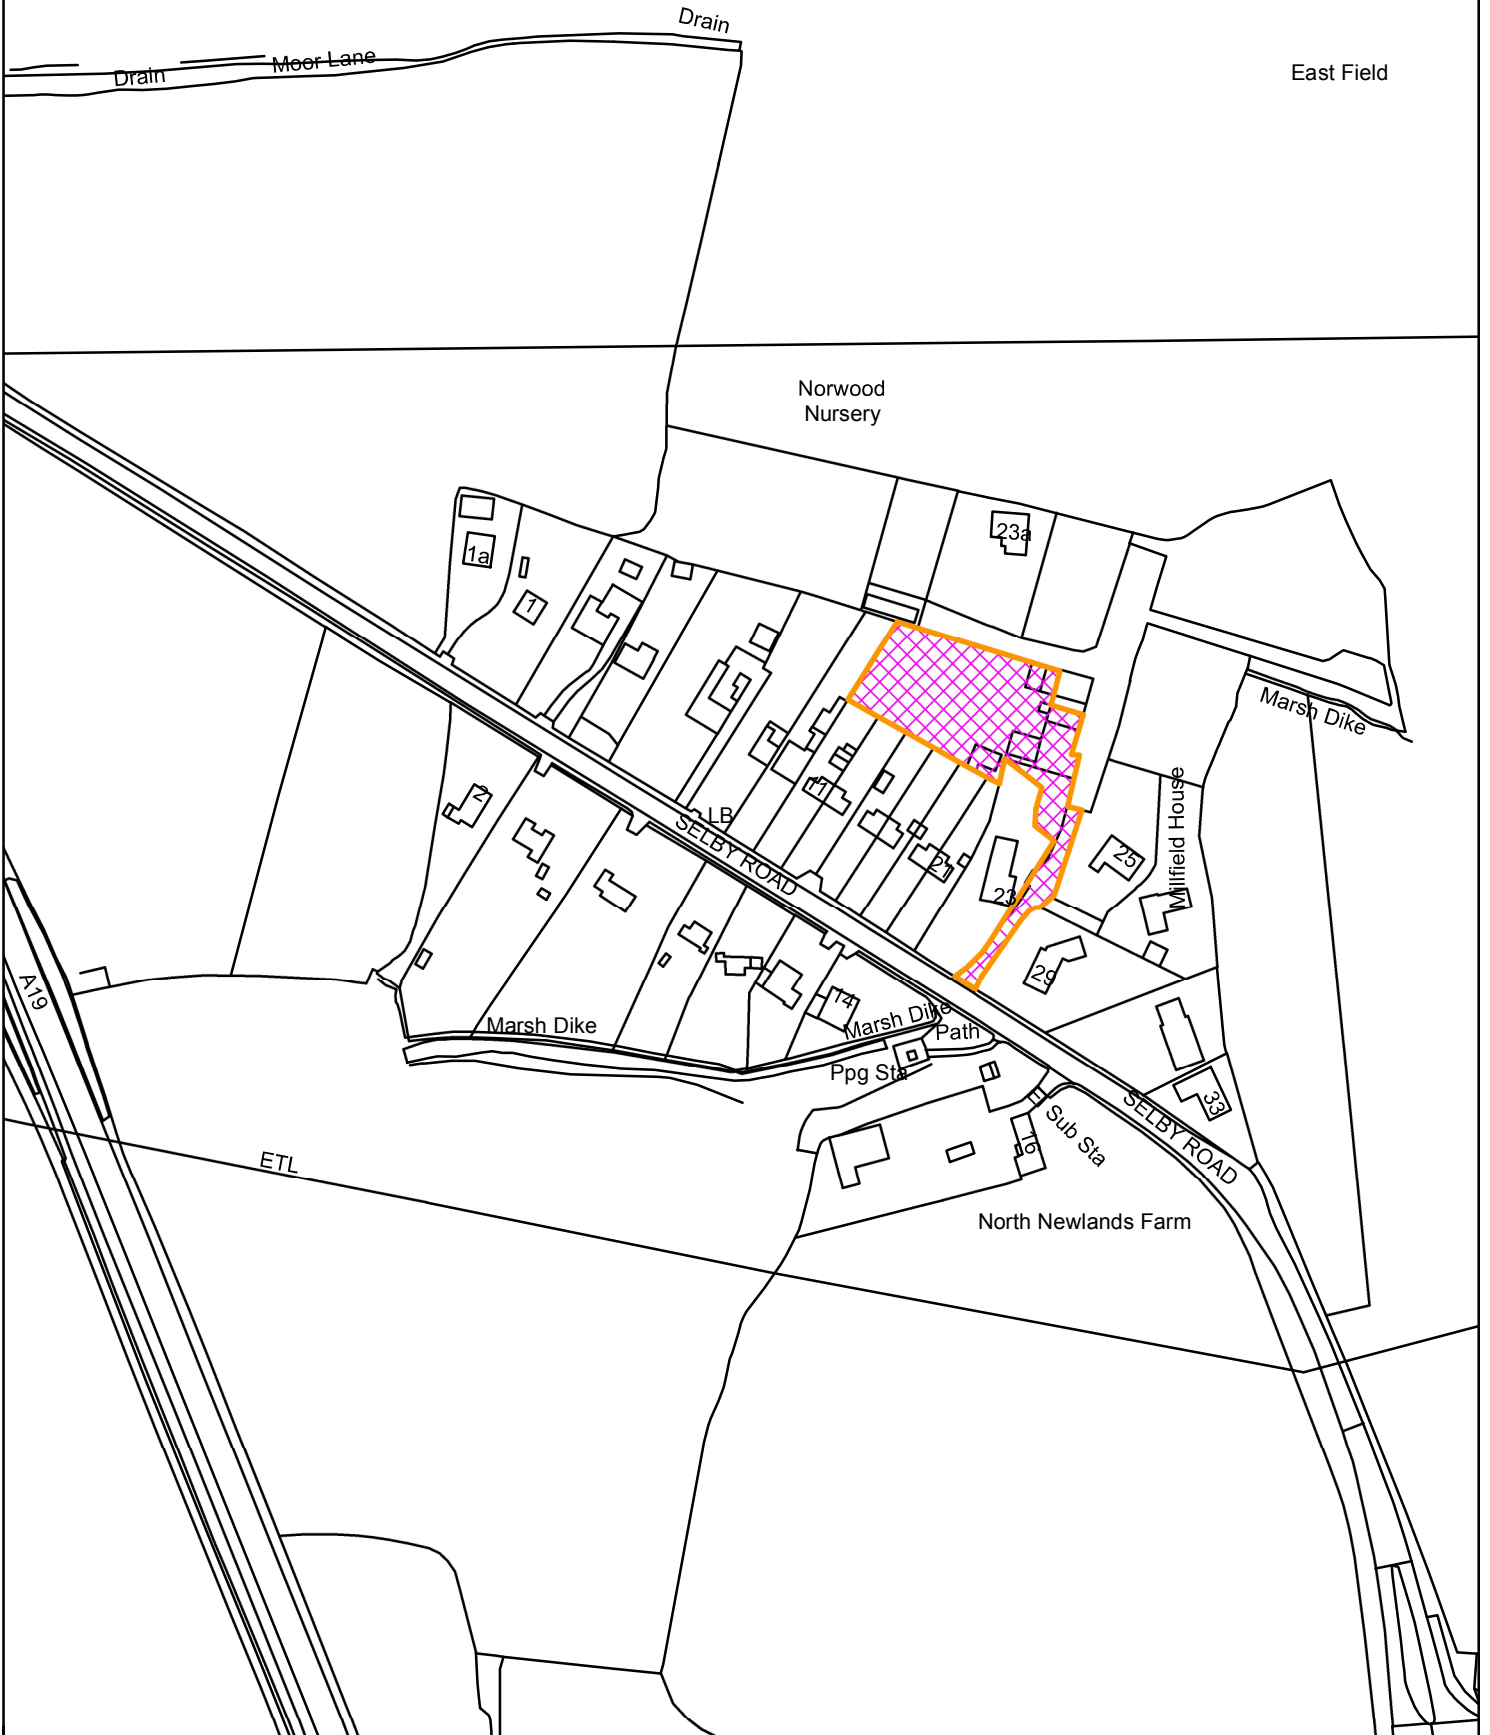 Drain
Moor Lane
Drain
East Field
Norwood
Nursery
23a
1a
1
Marsh Dike
2
11
LB
SELBY ROAD
21
23
25
Millfield House
29
A19
14
Marsh Dike
Marsh Dike
Path
Ppg Sta
33
SELBY ROAD
Sub Sta
16
ETL
North Newlands Farm